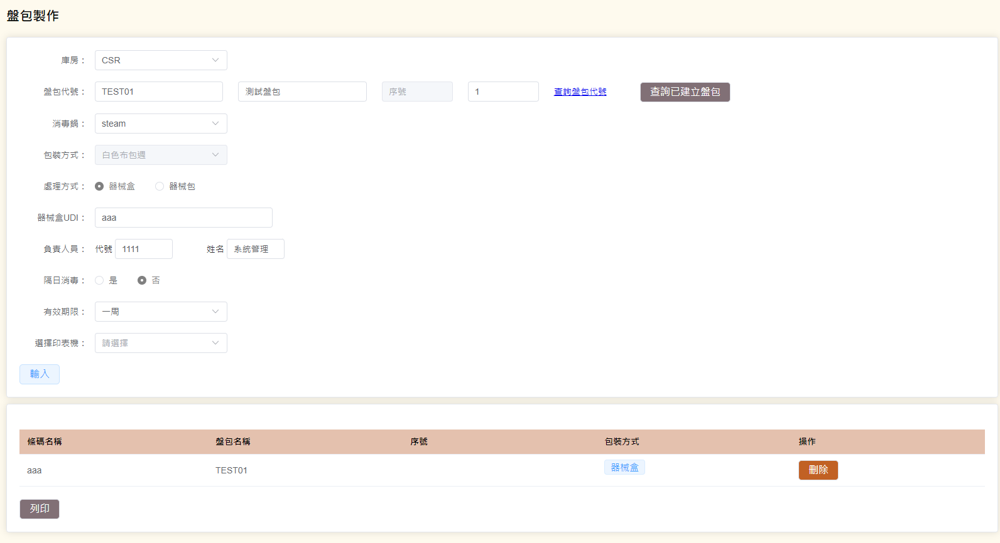 盤包製作
庫房： CSR
盤包代號： TEST01 測試盤包 序號 1 查詢盤包代號 查詢已建立盤包
消毒鍋： steam
包裝方式： 白色布包週
處理方式： 器械盒 器械包
器械盒UDI： aaa
負責人員： 代號 1111 姓名 系統管理
隔日消毒： 是 否
有效期限： 一周
選擇印表機： 請選擇
輸入
條碼名稱 盤包名稱 序號 包裝方式 操作
aaa TEST01 器械盒 刪除
列印